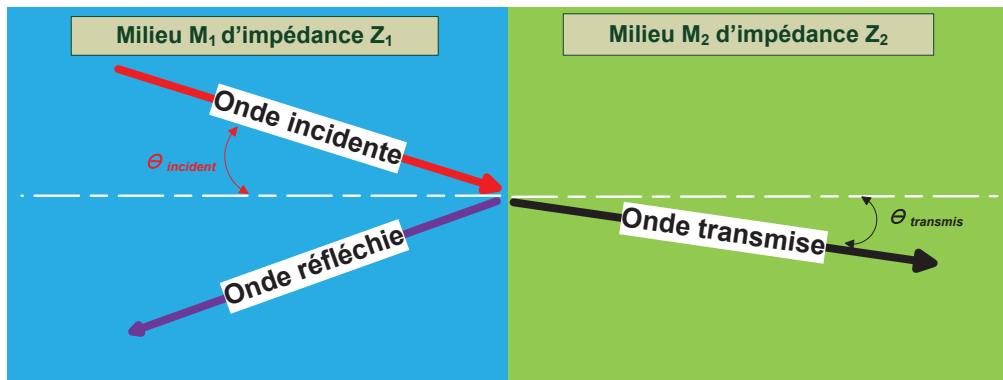 Milieu M₁ d’impédance Z₁
Milieu M₂ d’impédance Z₂
Onde incidente
Θ incident
Onde réfléchie
Onde transmise
Θ transmis